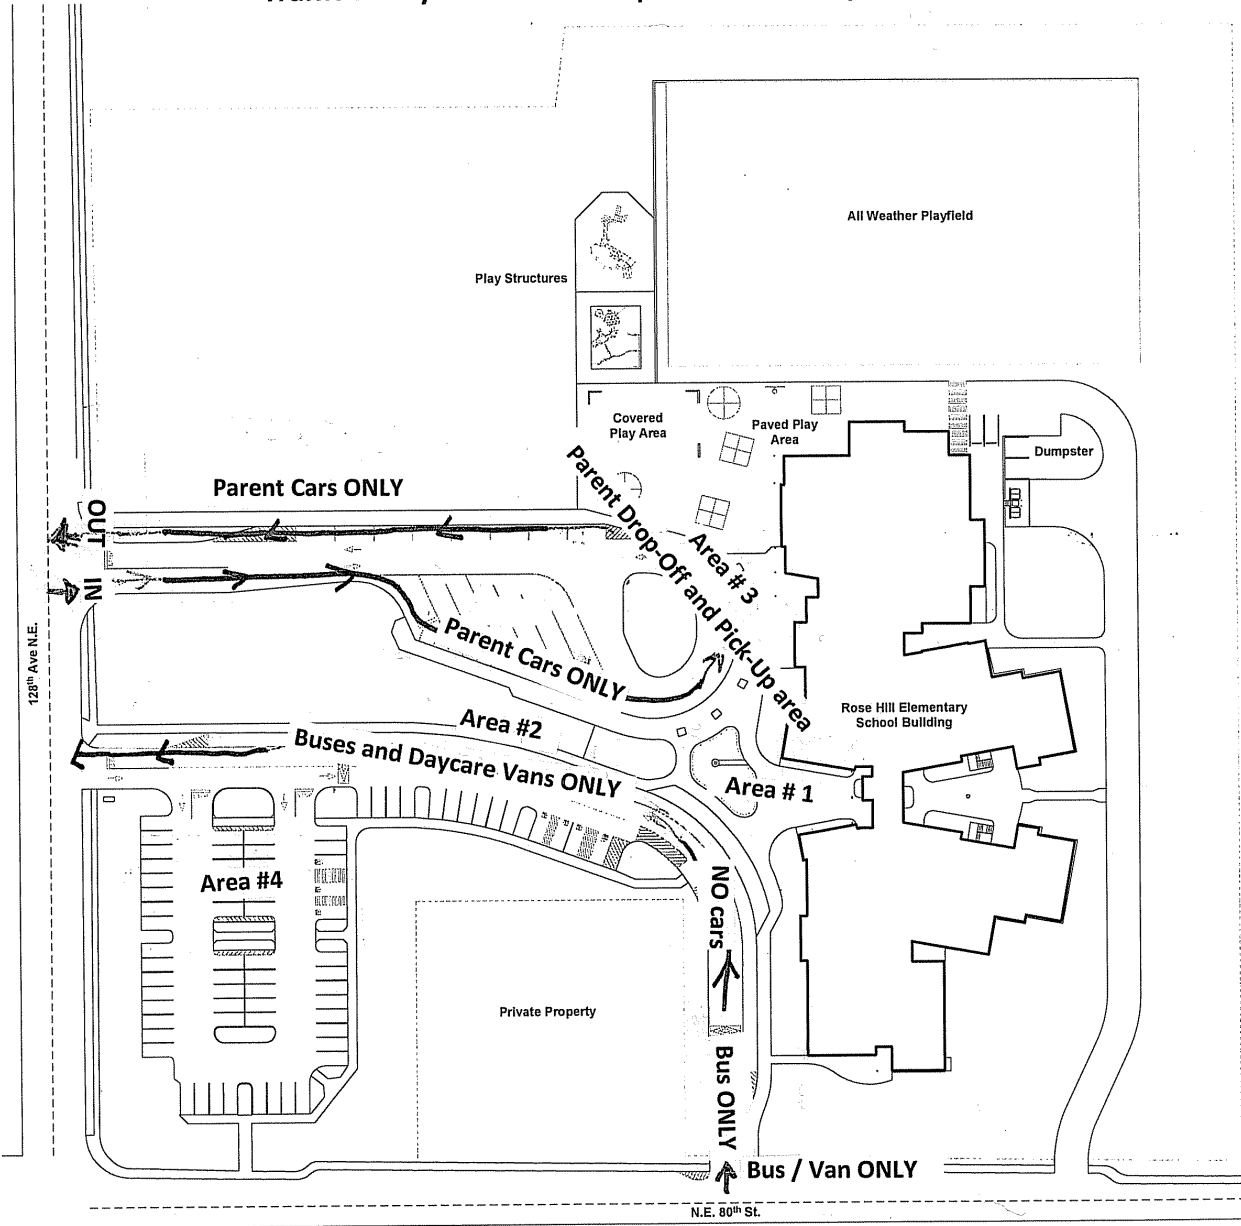 All Weather Playfield
Play Structures
Covered
Play Area
Paved Play
Area
Dumpster
Parent Cars ONLY
OUT
IN
Parent Drop-Off and Pick-Up area
Area # 3
Parent Cars ONLY
128th Ave N.E.
Rose Hill Elementary
School Building
Area #2
Buses and Daycare Vans ONLY
Area # 1
Area #4
NO cars
Private Property
Bus ONLY
Bus / Van ONLY
N.E. 80th St.